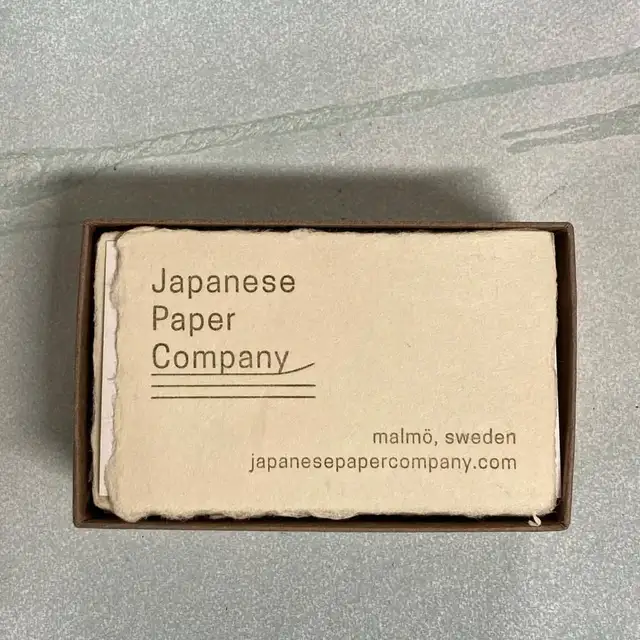 Japanese
Paper
Company
malmö, sweden
japanesepapercompany.com